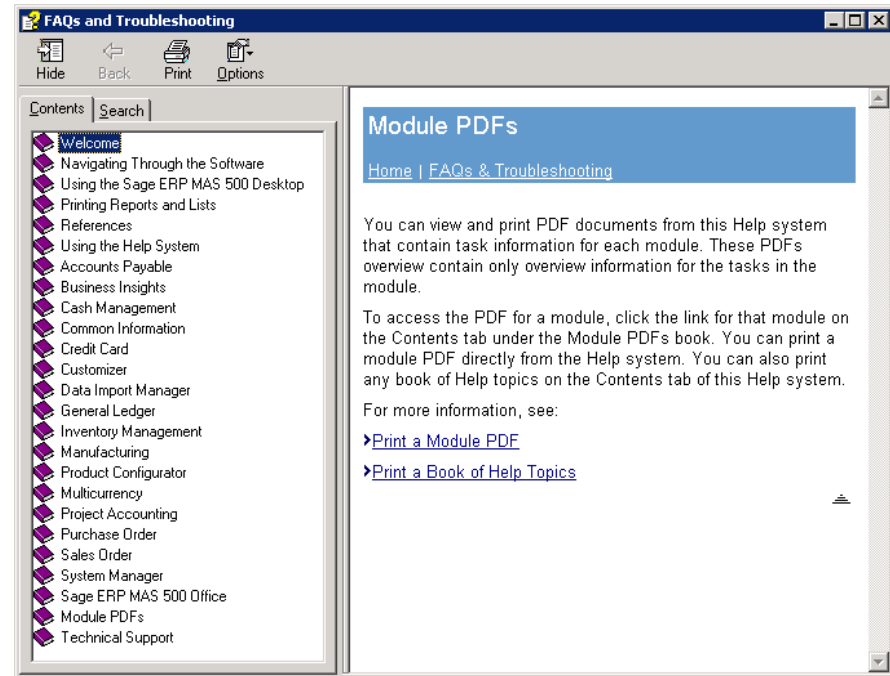 FAQs and Troubleshooting
Hide Back Print Options
Contents Search
Welcome
Navigating Through the Software
Using the Sage ERP MAS 500 Desktop
Printing Reports and Lists
References
Using the Help System
Accounts Payable
Business Insights
Cash Management
Common Information
Credit Card
Customizer
Data Import Manager
General Ledger
Inventory Management
Manufacturing
Product Configurator
Multicurrency
Project Accounting
Purchase Order
Sales Order
System Manager
Sage ERP MAS 500 Office
Module PDFs
Technical Support
Module PDFs
Home | FAQs & Troubleshooting
You can view and print PDF documents from this Help system
that contain task information for each module. These PDFs
overview contain only overview information for the tasks in the
module.
To access the PDF for a module, click the link for that module on
the Contents tab under the Module PDFs book. You can print a
module PDF directly from the Help system. You can also print
any book of Help topics on the Contents tab of this Help system.
For more information, see:
Print a Module PDF
Print a Book of Help Topics